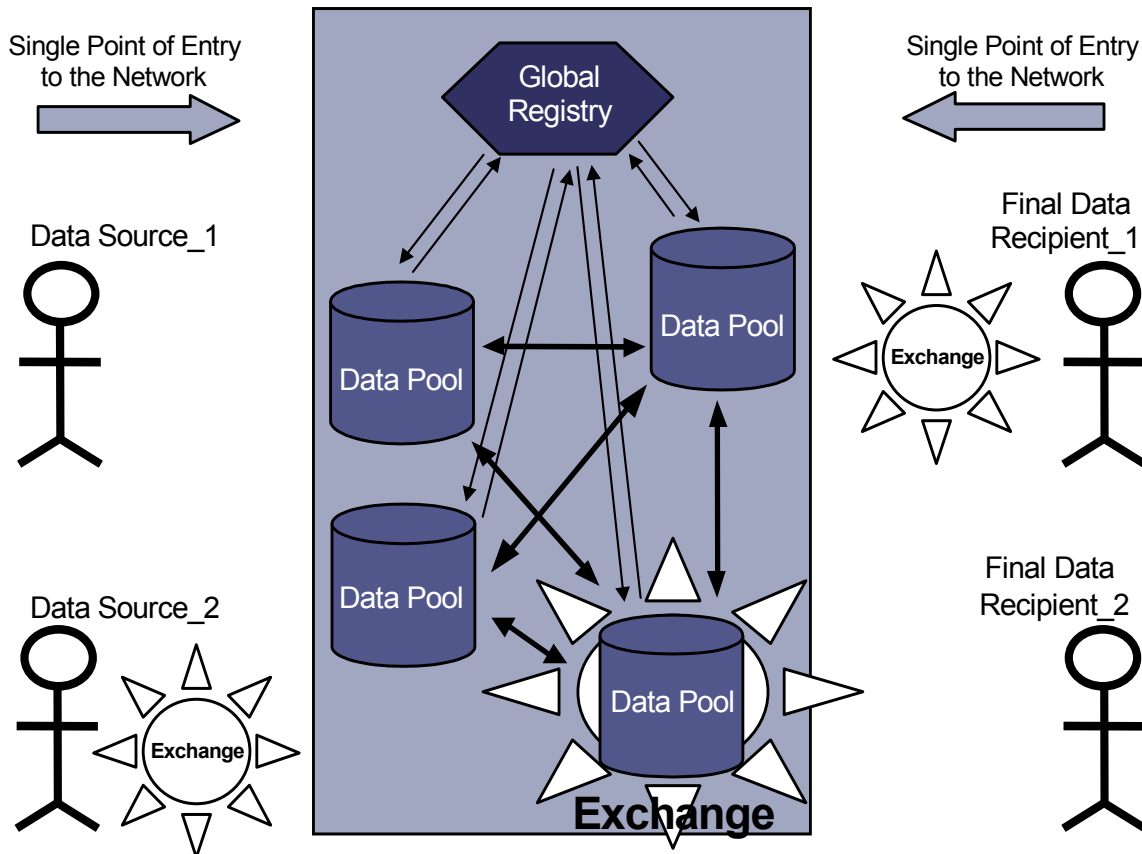 Single Point of Entry
to the Network
Global
Registry
Single Point of Entry
to the Network
Data Source_1
Final Data
Recipient_1
Data Pool
Exchange
Data Pool
Data Pool
Data Source_2
Final Data
Recipient_2
Data Pool
Exchange
Exchange